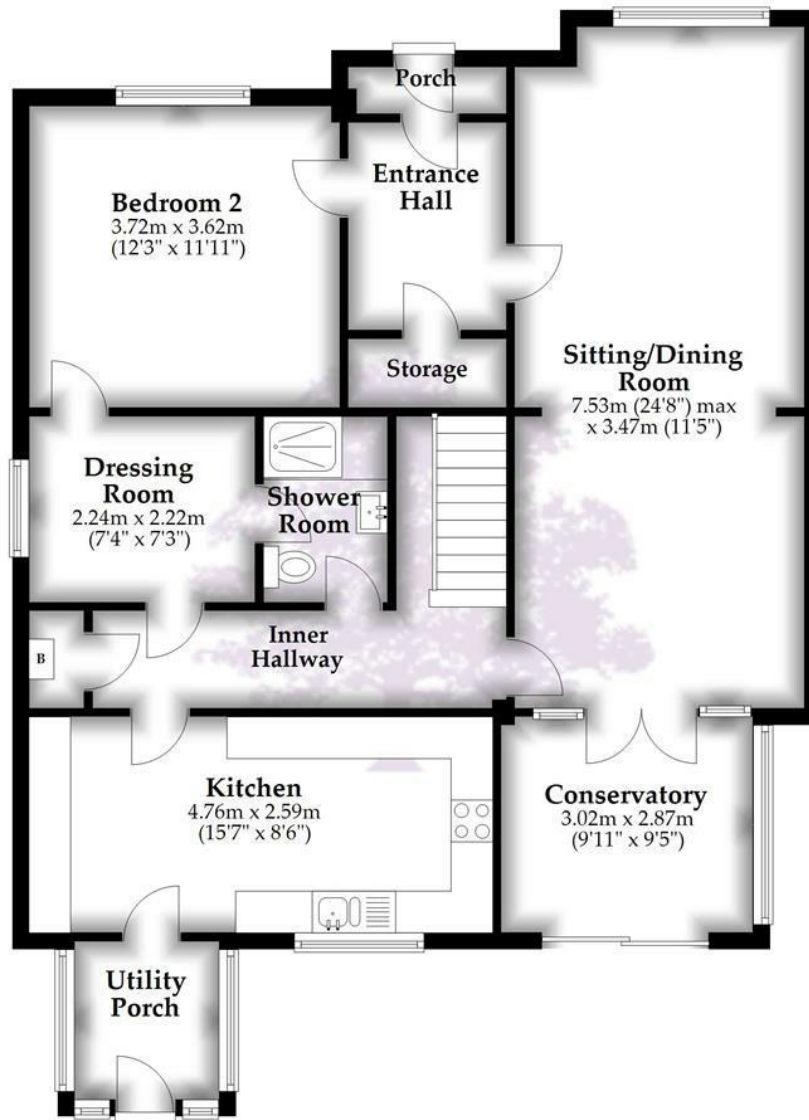 Porch
Entrance
Hall
Bedroom 2
3.72m x 3.62m
(12'3" x 11'11")
Storage
Sitting/Dining
Room
7.53m (24'8") max
x 3.47m (11'5")
Dressing
Room
2.24m x 2.22m
(7'4" x 7'3")
Shower
Room
Inner
Hallway
B
Kitchen
4.76m x 2.59m
(15'7" x 8'6")
Conservatory
3.02m x 2.87m
(9'11" x 9'5")
Utility
Porch